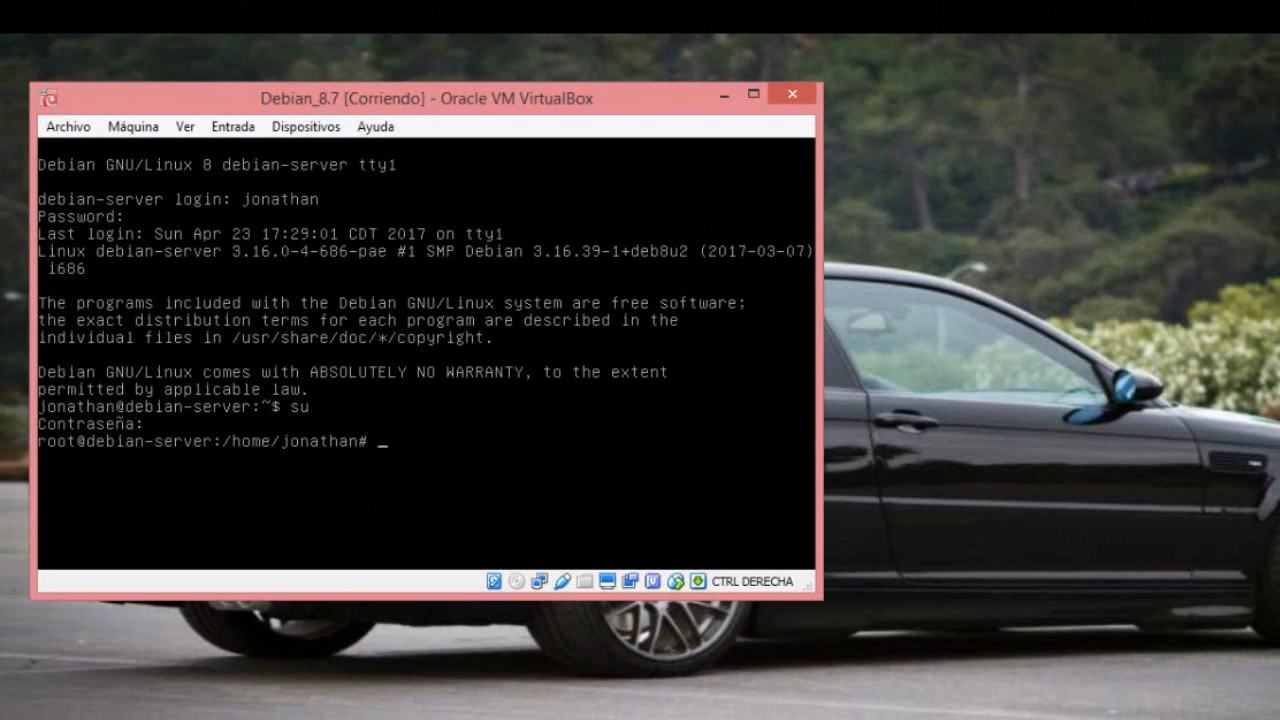 Debian_8.7 [Corriendo] - Oracle VM VirtualBox
Archivo Máquina Ver Entrada Dispositivos Ayuda
Debian GNU/Linux 8 debian-server tty1
debian-server login: jonathan
Password:
Last login: Sun Apr 23 17:29:01 CDT 2017 on tty1
Linux debian-server 3.16.0-4-686-pae #1 SMP Debian 3.16.39-1+deb8u2 (2017-03-07)
i686
The programs included with the Debian GNU/Linux system are free software;
the exact distribution terms for each program are described in the
individual files in /usr/share/doc/*/copyright.
Debian GNU/Linux comes with ABSOLUTELY NO WARRANTY, to the extent
permitted by applicable law.
jonathan@debian-server:~$ su
Contraseña:
root@debian-server:/home/jonathan# _
CTRL DERECHA